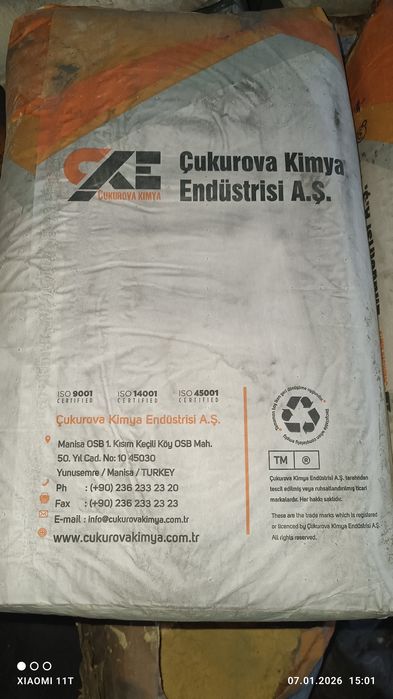 ÇKE
ÇUKUROVA KİMYA
Çukurova Kimya
Endüstrisi A.Ş.
ISO 9001
CERTIFIED
ISO 14001
CERTIFIED
ISO 45001
CERTIFIED
Çukurova Kimya Endüstrisi A.Ş.
Manisa OSB 1. Kısım Keçili Köy OSB Mah.
50. Yıl Cad. No: 10 45030
Yunusemre / Manisa / TURKEY
Ph : (+90) 236 233 23 20
Fax : (+90) 236 233 23 23
E-mail : info@cukurovakimya.com.tr
www.cukurovakimya.com.tr
TM ®
Çukurova Kimya Endüstrisi A.Ş. tarafından
tescil edilmiş veya ruhsatlandırılmış ticari
markalardır. Her hakkı saklıdır.
These are the trade marks which is registered
or licenced by Çukurova Kimya Endüstrisi A.Ş.
All rights reserved.
XIAOMI 11T
07.01.2026 15:01